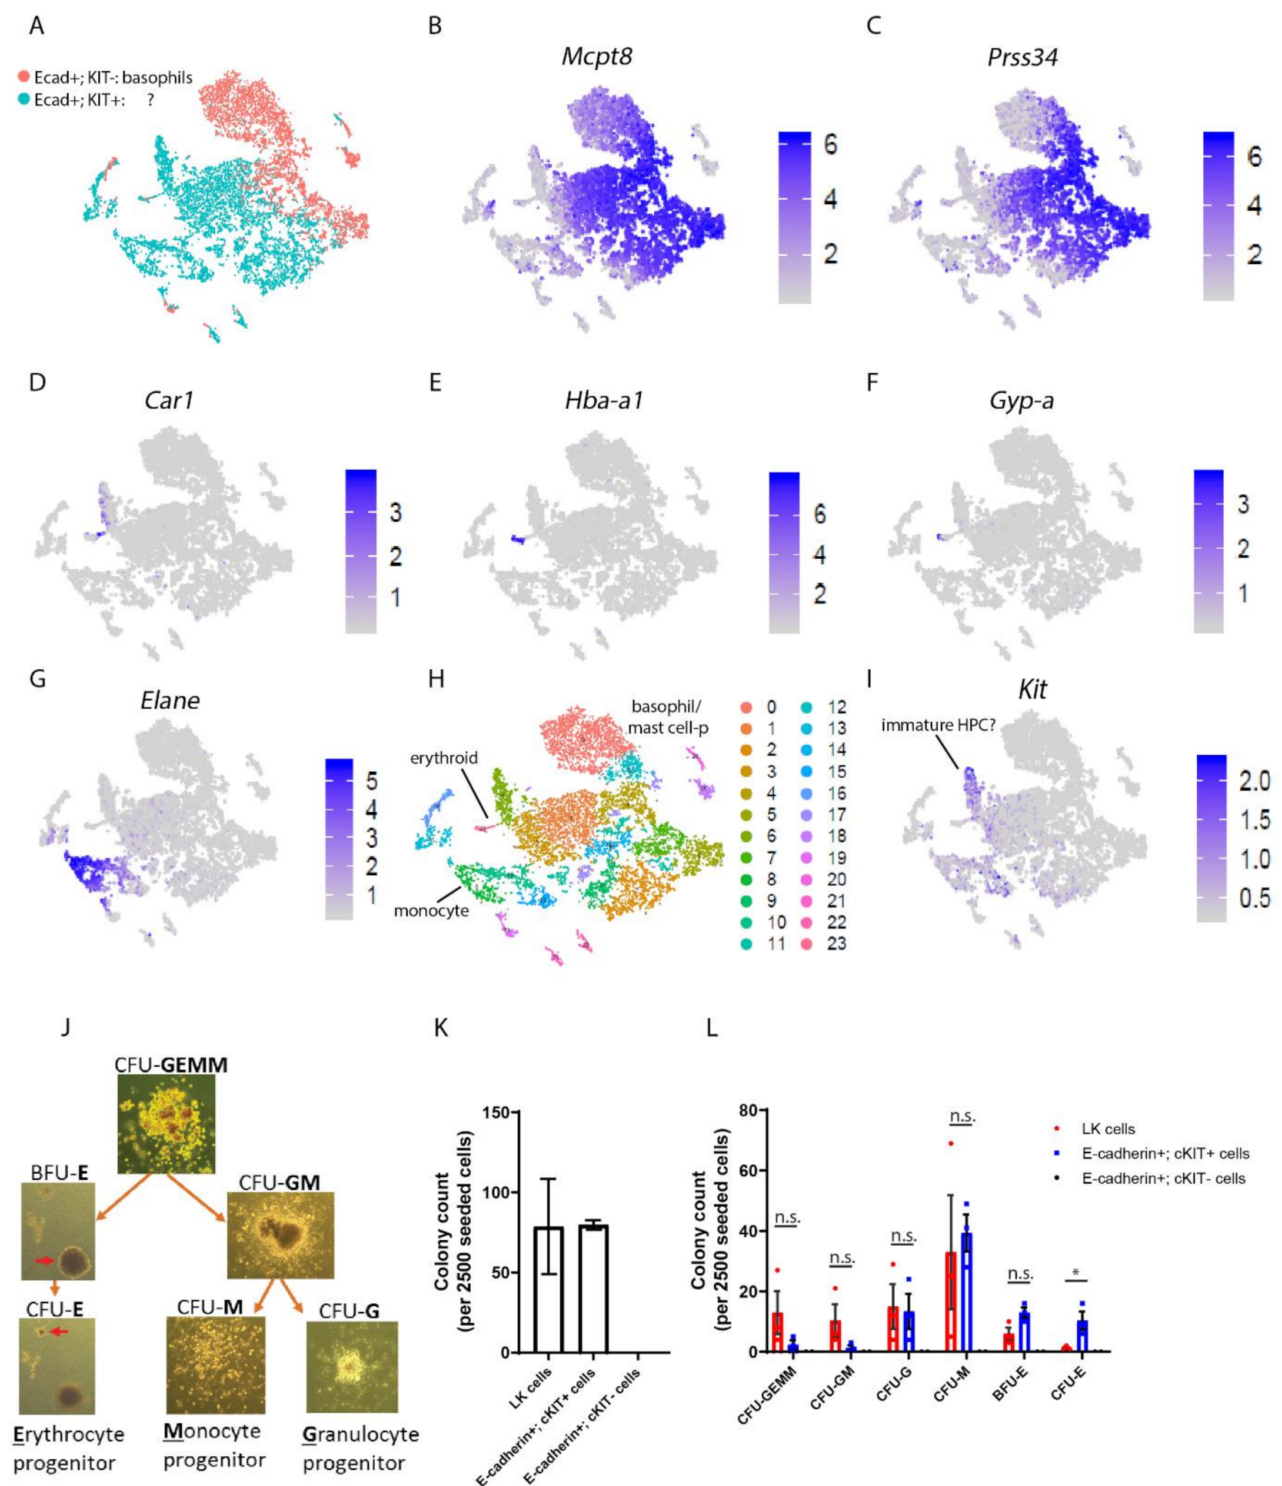 A
B
C
Mcpt8
Prss34
Ecad+; KIT-: basophils
Ecad+; KIT+: ?
6
4
2
6
4
2
D
E
F
Car1
Hba-a1
Gyp-a
3
2
1
6
4
2
3
2
1
G
H
I
Elane
Kit
basophil/
mast cell-p
erythroid
monocyte
immature HPC?
5
4
3
2
1
0 12
1 13
2 14
3 15
4 16
5 17
6 18
7 19
8 20
9 21
10 22
11 23
2.0
1.5
1.0
0.5
J
K
L
CFU-GEMM
BFU-E
CFU-GM
CFU-E
CFU-M
CFU-G
Erythrocyte
progenitor
Monocyte
progenitor
Granulocyte
progenitor
Colony count
(per 2500 seeded cells)
150
100
50
0
LK cells
E-cadherin+; cKIT+ cells
E-cadherin+; cKIT- cells
Colony count
(per 2500 seeded cells)
80
60
40
20
0
n.s.
n.s.
n.s.
n.s.
n.s.
*
LK cells
E-cadherin+; cKIT+ cells
E-cadherin+; cKIT- cells
CFU-GEMM
CFU-GM
CFU-G
CFU-M
BFU-E
CFU-E